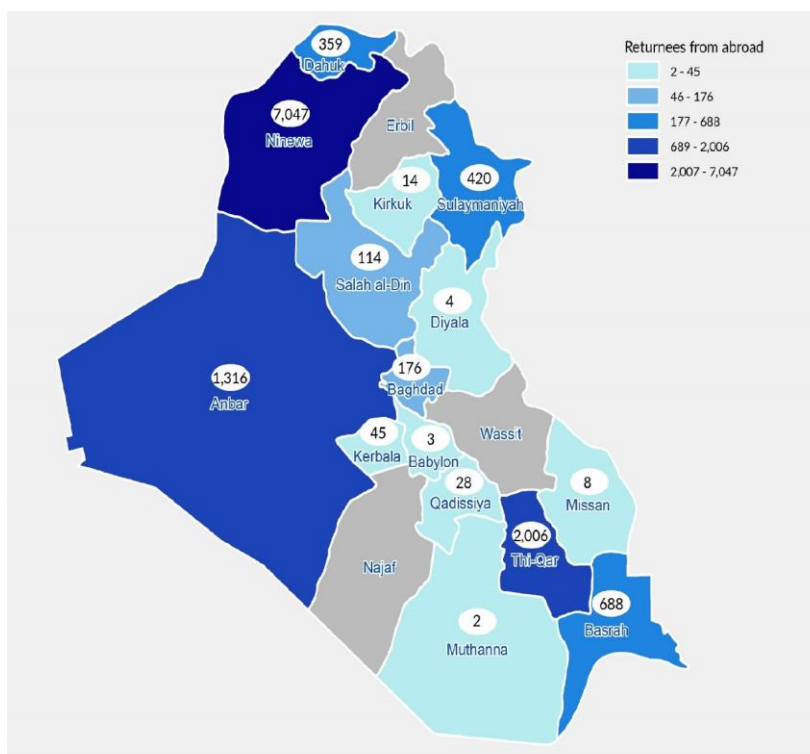 359
Dahuk
7,047
Ninewa
Erbil
14
Kirkuk
420
Sulaymaniyah
114
Salah al-Din
4
Diyala
1,316
Anbar
176
Baghdad
45
Kerbala
3
Babylon
Wassit
28
Qadissiya
8
Missan
2,006
Thi-Qar
Najaf
2
Muthanna
688
Basrah
Returnees from abroad
2 - 45
46 - 176
177 - 688
689 - 2,006
2,007 - 7,047